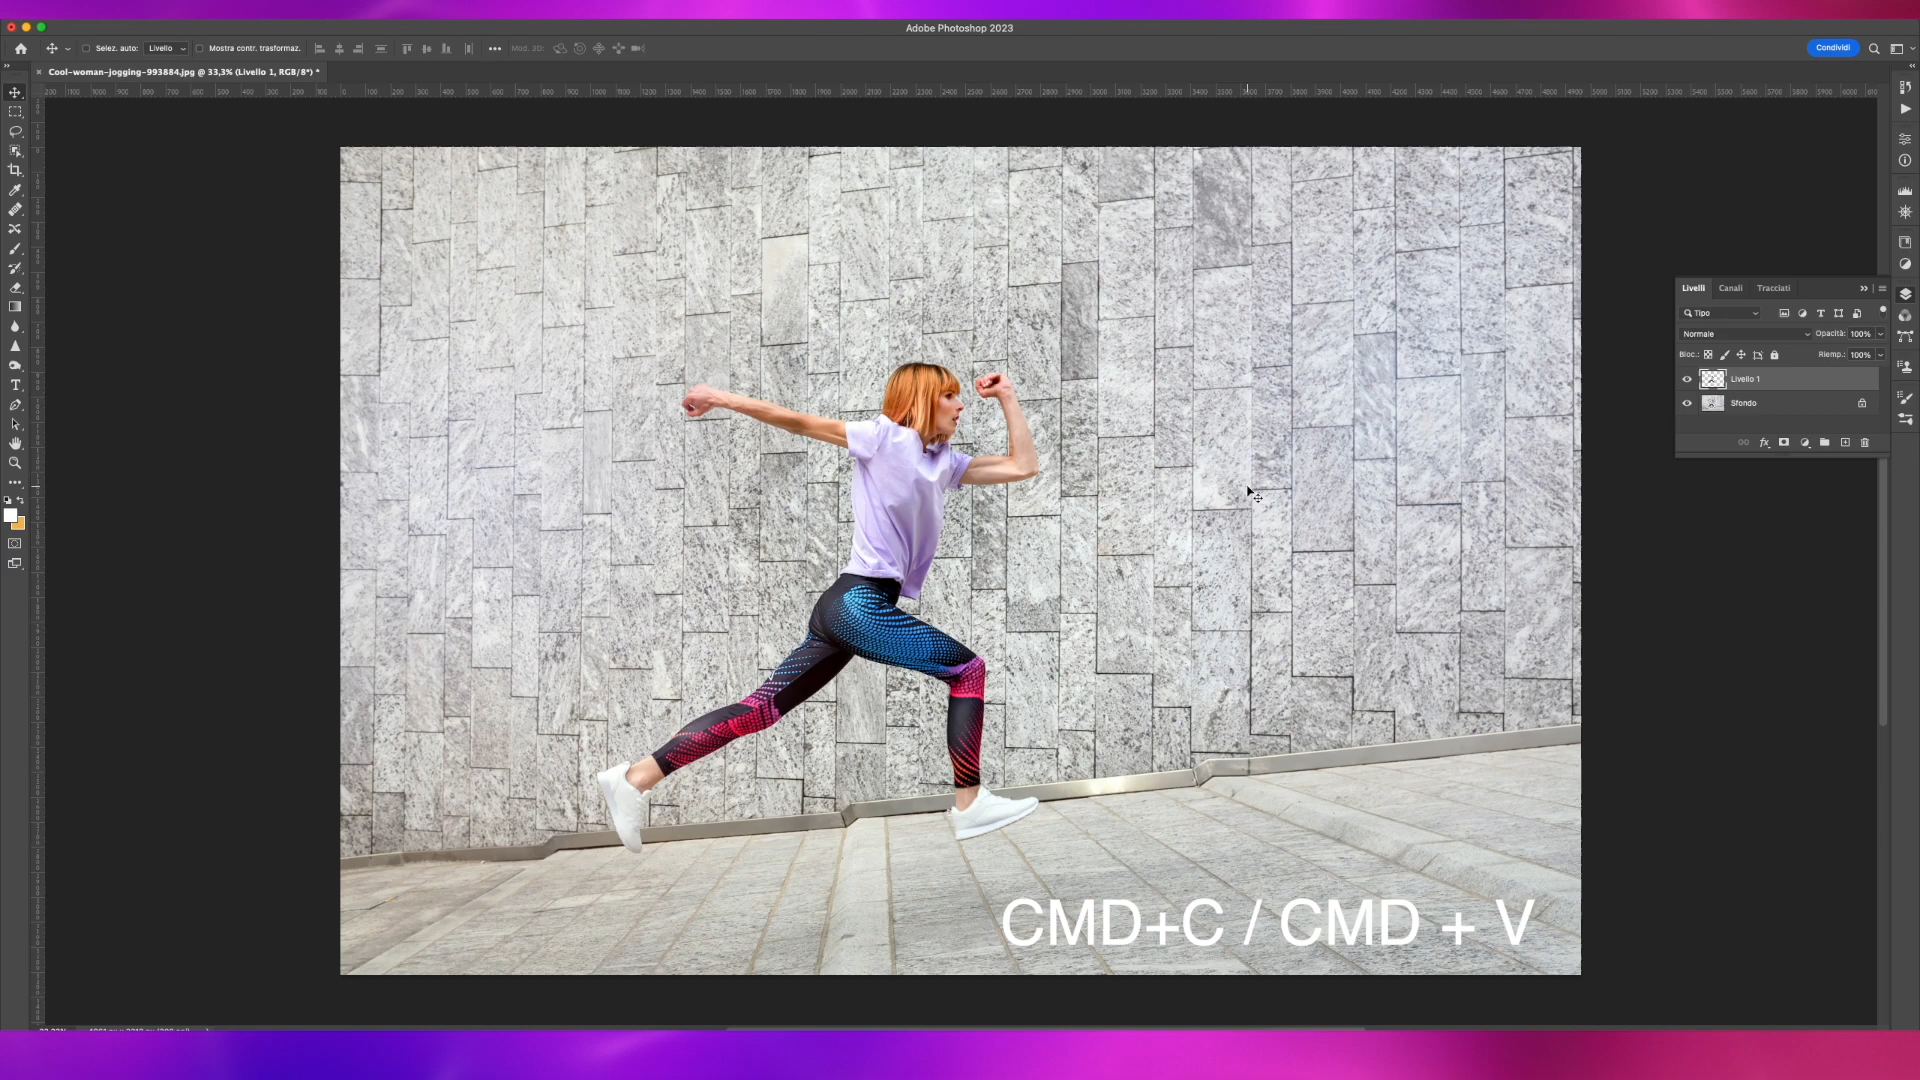 Adobe Photoshop 2023
Selez. auto: Livello Mostra contr. trasformaz. Mod. 3D: Condividi
Cool-woman-jogging-993884.jpg @ 33,3% (Livello 1, RGB/8*) *
Livelli Canali Tracciati
Tipo
Normale Opacità: 100%
Bloc.: Riemp.: 100%
Livello 1
Sfondo
CMD+C / CMD + V